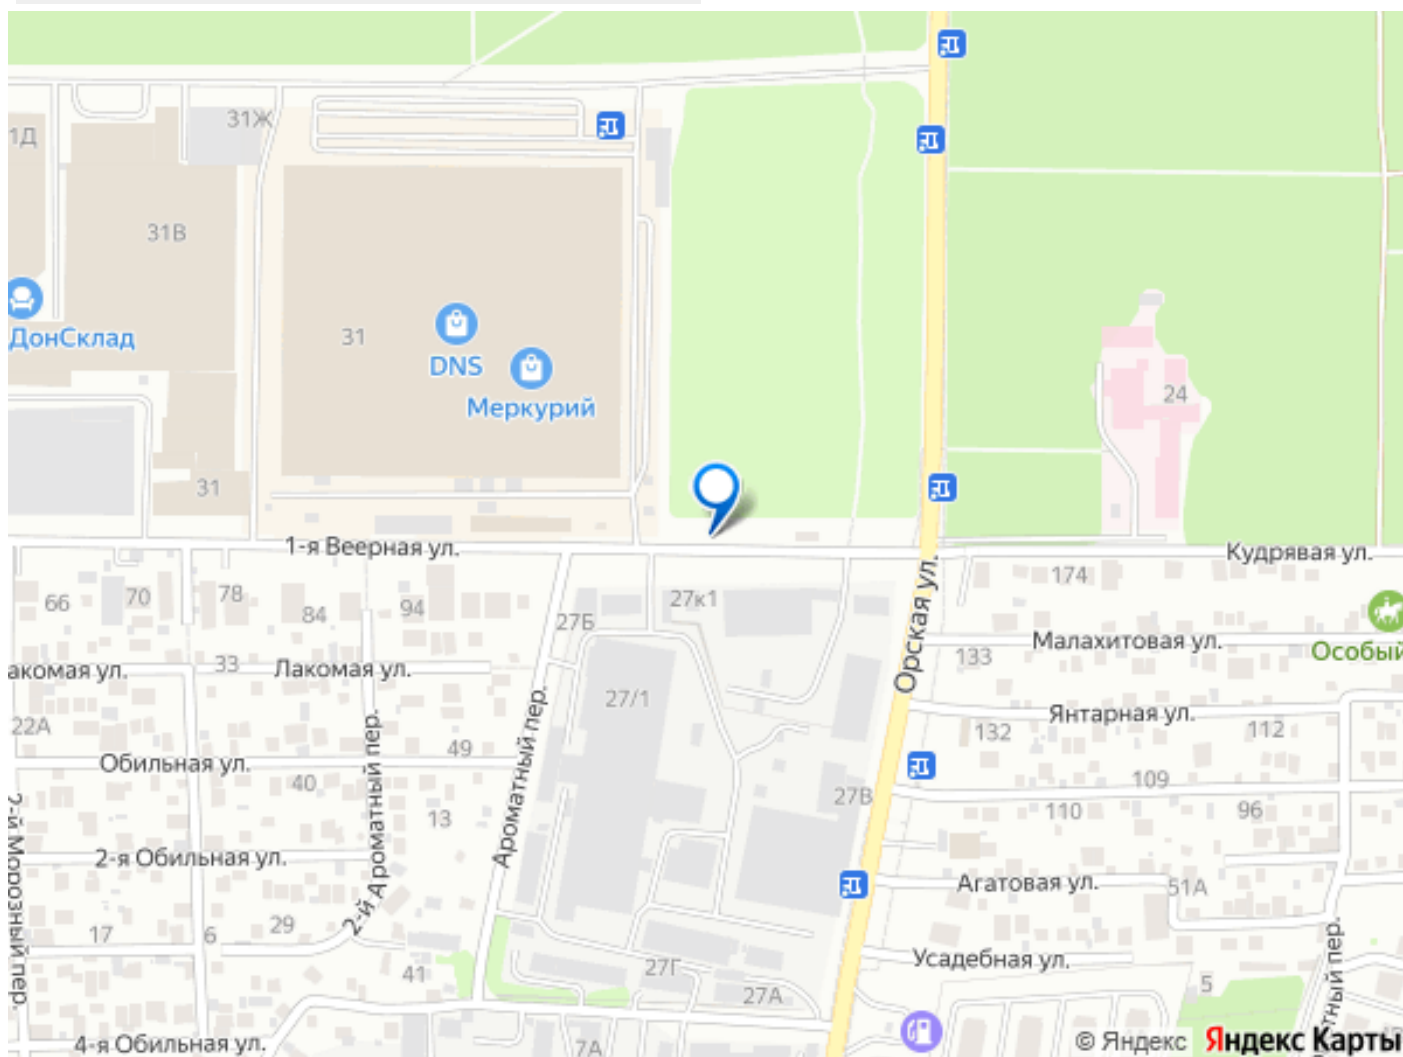 31Ж
1Д
31В
31
ДонСклад
DNS
Меркурий
24
31
1-я Веерная ул.
Кудрявая ул.
Орская ул.
66
70
78
84
94
27Б
27к1
174
Малахитовая ул.
Особый
133
акомая ул.
33
Лакомая ул.
27/1
Янтарная ул.
112
132
22А
Обильная ул.
49
40
2-й Ароматный пер.
Ароматный пер.
109
27В
110
96
13
2-й Морозный пер.
2-я Обильная ул.
Агатовая ул.
51А
29
17
6
Усадебная ул.
41
27Г
27А
5
тный пер.
4-я Обильная ул.
7А
© Яндекс Яндекс Карты